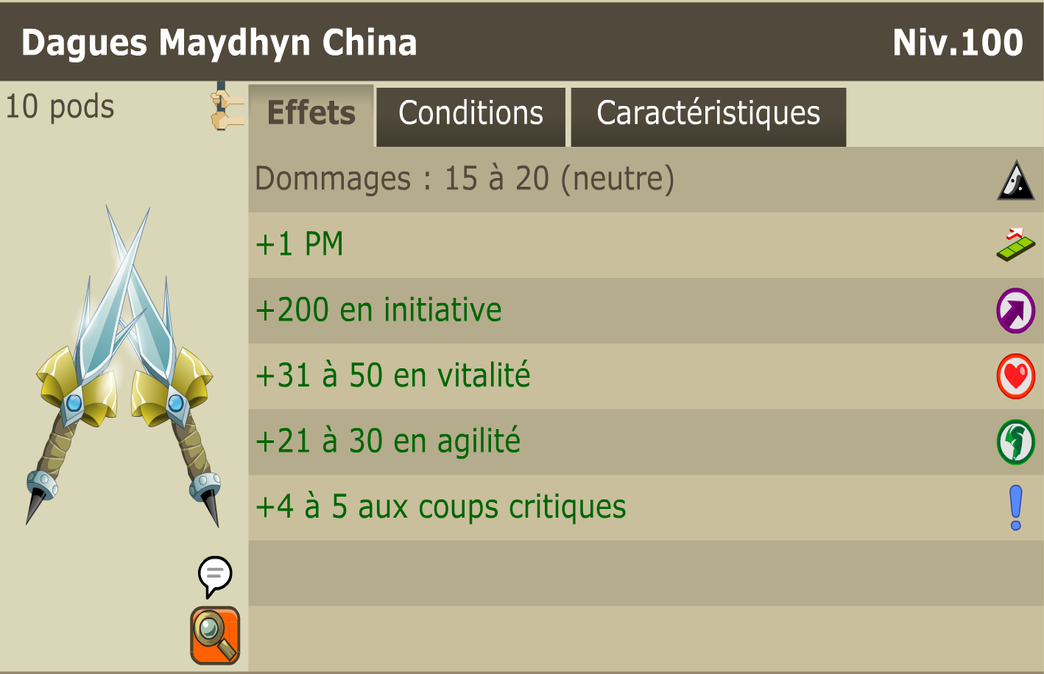 Dagues Maydhyn China
Niv.100
10 pods
Effets
Conditions
Caractéristiques
Dommages : 15 à 20 (neutre)
+1 PM
+200 en initiative
+31 à 50 en vitalité
+21 à 30 en agilité
+4 à 5 aux coups critiques